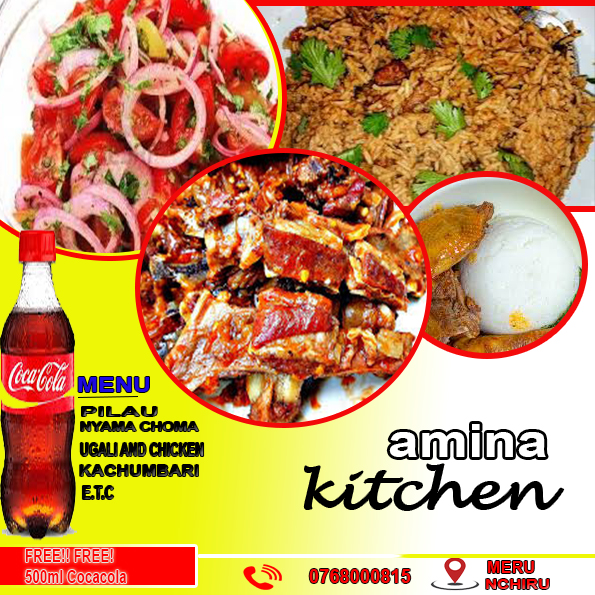 Coca-Cola
MENU
PILAU
NYAMA CHOMA
UGALI AND CHICKEN
KACHUMBARI
E.T.C
amina
kitchen
FREE!! FREE!
500ml Cocacola
0768000815
MERU
NCHIRU